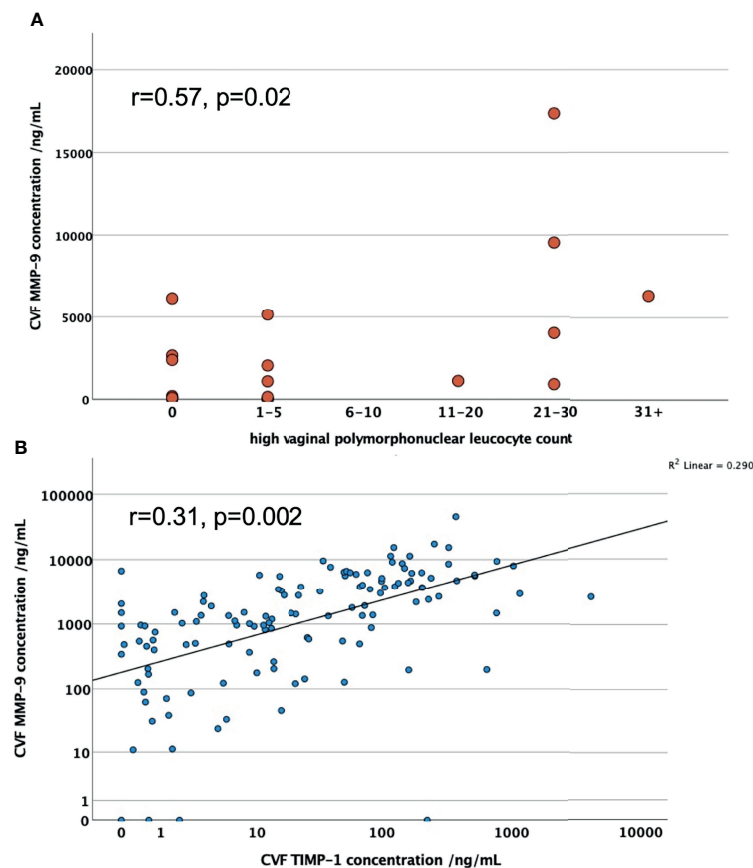 A
CVF MMP-9 concentration /ng/mL
20000
15000
10000
5000
0
r=0.57, p=0.02
0 1-5 6-10 11-20 21-30 31+
high vaginal polymorphonuclear leucocyte count
B
R² Linear = 0.290
CVF MMP-9 concentration /ng/mL
100000
10000
1000
100
10
1
0
r=0.31, p=0.002
0 1 10 100 1000 10000
CVF TIMP-1 concentration /ng/mL